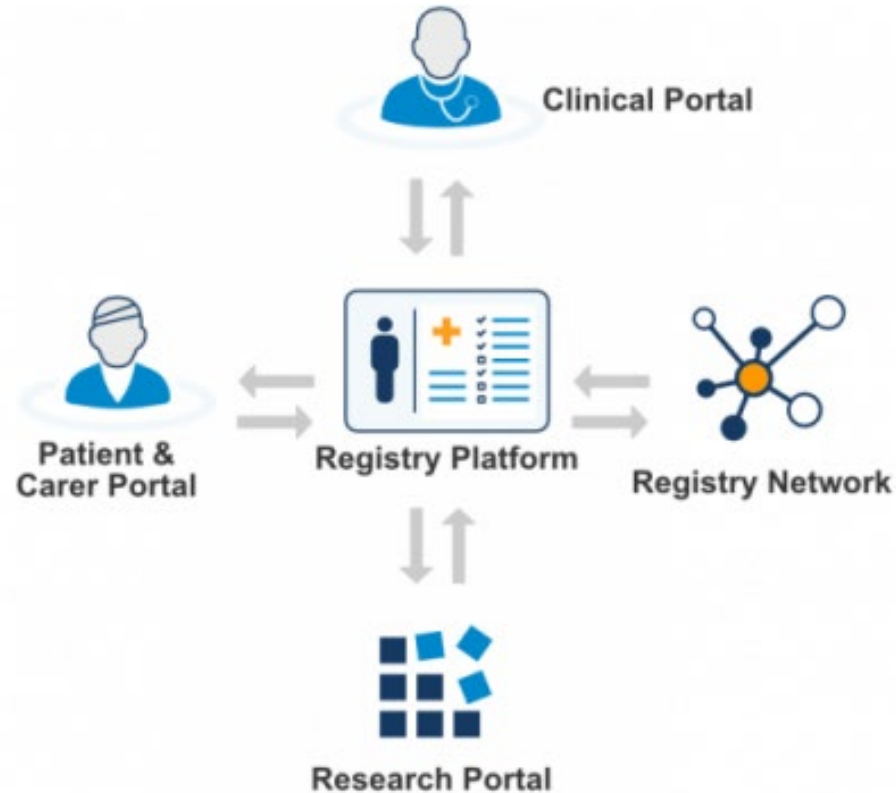 Clinical Portal
Patient &
Carer Portal
Registry Platform
Registry Network
Research Portal